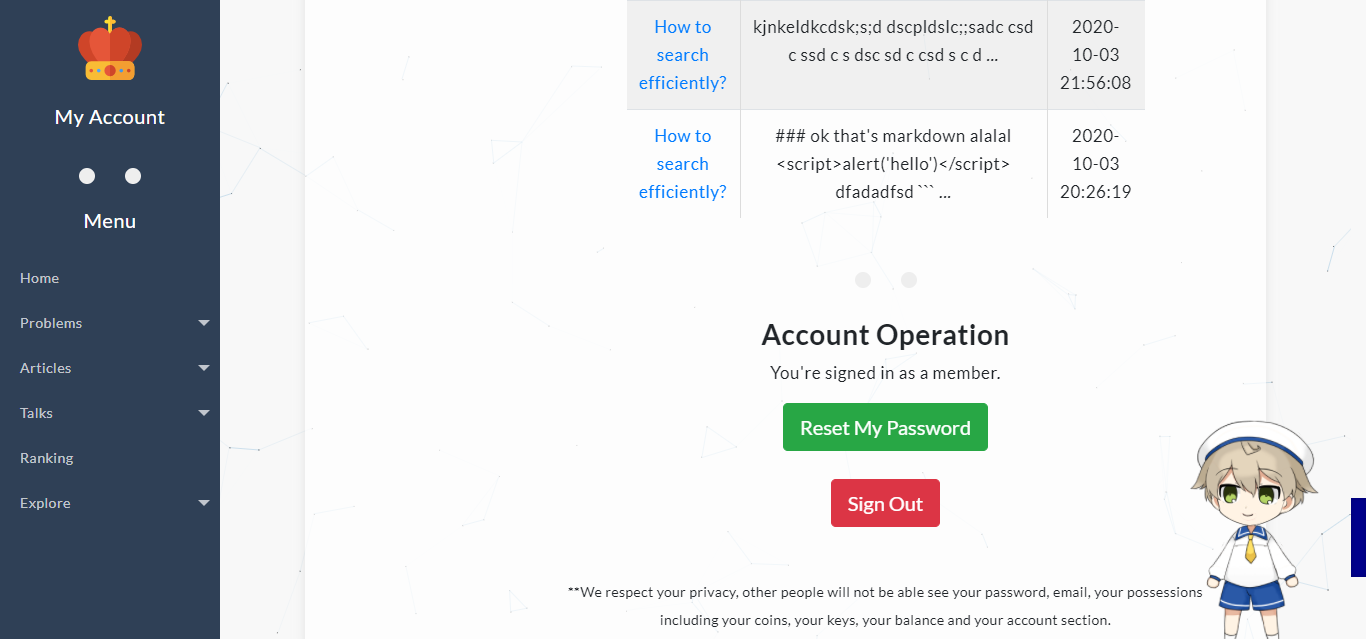 My Account
Menu
Home
Problems
Articles
Talks
Ranking
Explore
How to
search
efficiently?
kjnkeldkcdsk;s;d dscpldslc;;sadc csd
c ssd c s dsc sd c csd s c d ...
2020-
10-03
21:56:08
How to
search
efficiently?
### ok that's markdown alalal
<script>alert('hello')</script>
dfadadfsd ``` ...
2020-
10-03
20:26:19
Account Operation
You're signed in as a member.
Reset My Password
Sign Out
**We respect your privacy, other people will not be able see your password, email, your possessions
including your coins, your keys, your balance and your account section.